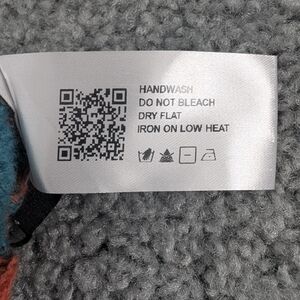 HANDWASH
DO NOT BLEACH
DRY FLAT
IRON ON LOW HEAT